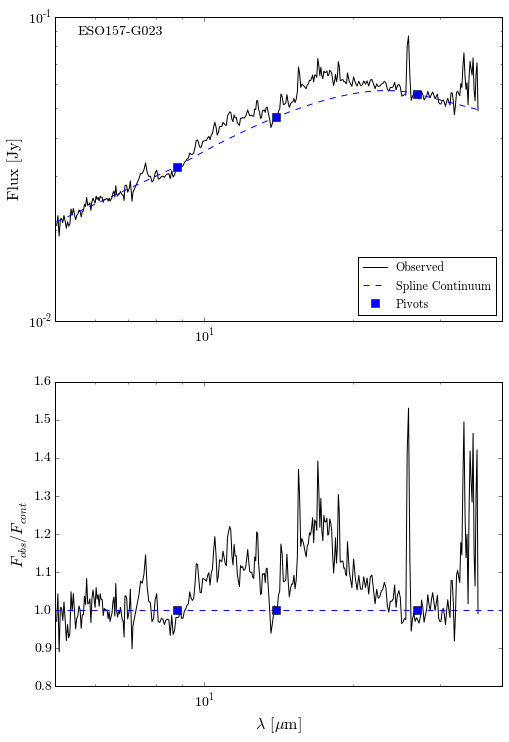 10⁻¹
ESO157-G023
Flux [Jy]
Observed
Spline Continuum
Pivots
10⁻²
10¹
1.6
1.5
1.4
1.3
1.2
1.1
1.0
0.9
0.8
F_obs/F_cont
10¹
λ [μm]